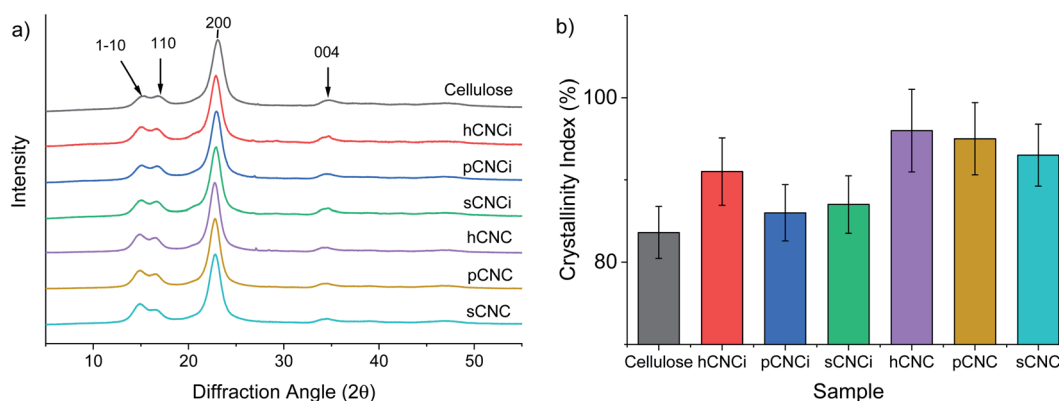 a)
1-10
110
200
004
Cellulose
hCNCi
pCNCi
sCNCi
hCNC
pCNC
sCNC
Intensity
10 20 30 40 50
Diffraction Angle (2θ)
b)
100
80
Crystallinity Index (%)
Cellulose hCNCi pCNCi sCNCi hCNC pCNC sCNC
Sample